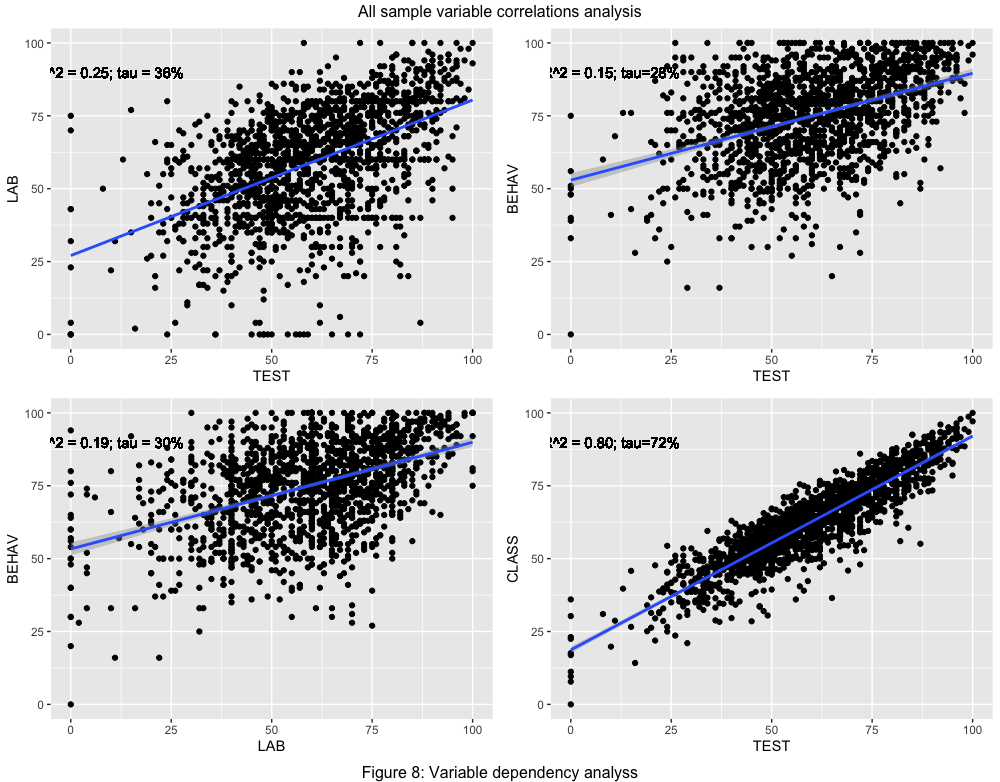 All sample variable correlations analysis
^2 = 0.25; tau = 36%
100
75
50
25
0
LAB
0 25 50 75 100
TEST
^2 = 0.15; tau=28%
100
75
50
25
0
BEHAV
0 25 50 75 100
TEST
^2 = 0.19; tau = 30%
100
75
50
25
0
BEHAV
0 25 50 75 100
LAB
^2 = 0.80; tau=72%
100
75
50
25
0
CLASS
0 25 50 75 100
TEST
Figure 8: Variable dependency analyss